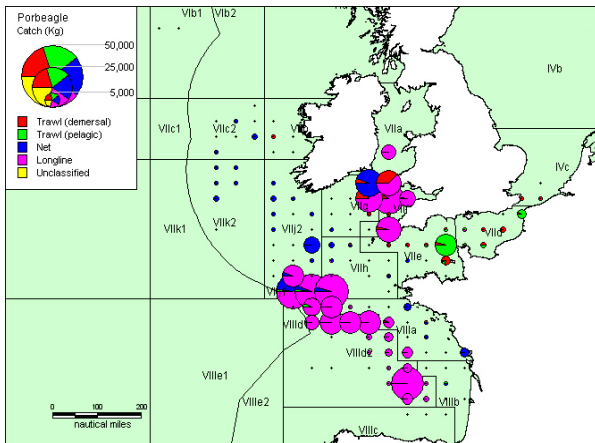 Porbeagle
Catch (Kg)
50,000
25,000
5,000
Trawl (demersal)
Trawl (pelagic)
Net
Longline
Unclassified
VIb1
VIb2
IVb
VIIc1
VIIc2
VIIa
IVc
VIIg
VIIk1
VIIk2
VIIj2
VIId
VIIe
VIIh
VIIId1
VIIIa
VIIId2
VIIIe1
VIIIe2
VIIIb
VIIIc
0 100 200
nautical miles